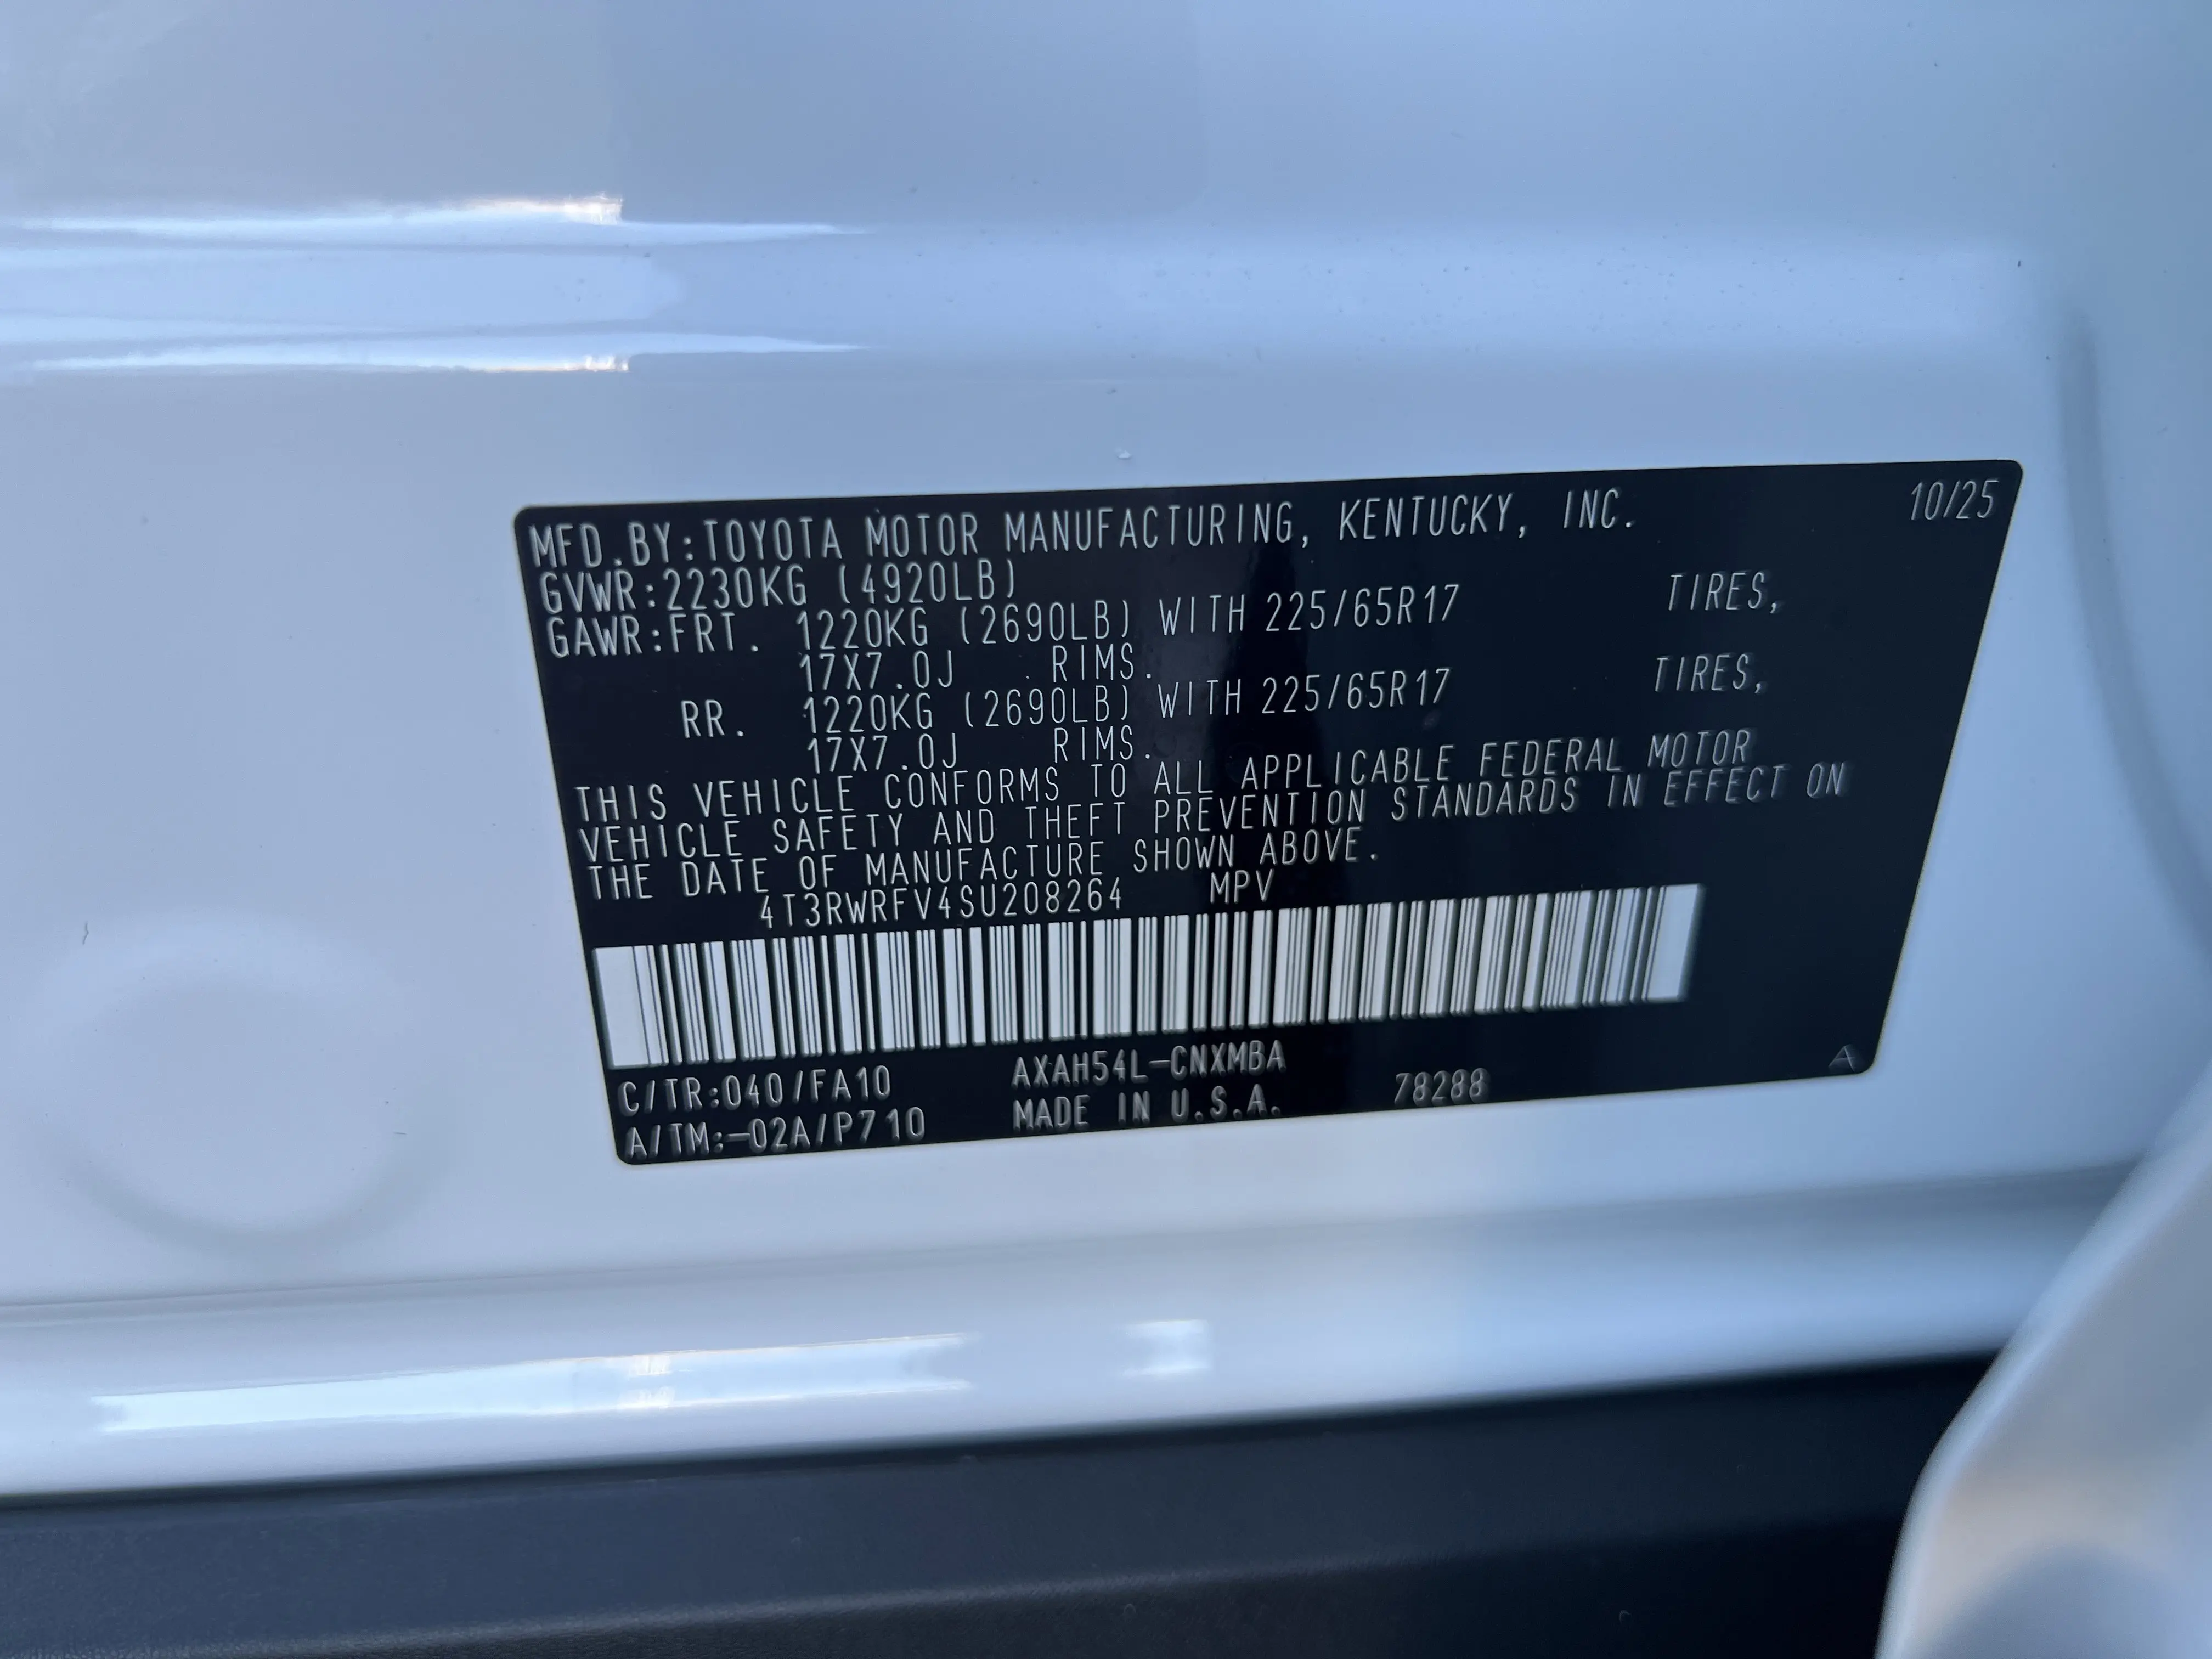 MFD.BY:TOYOTA MOTOR MANUFACTURING, KENTUCKY, INC. 10/25
GVWR:2230KG (4920LB)
GAWR:FRT. 1220KG (2690LB) WITH 225/65R17 TIRES,
17X7.0J RIMS.
RR. 1220KG (2690LB) WITH 225/65R17 TIRES,
17X7.0J RIMS.
THIS VEHICLE CONFORMS TO ALL APPLICABLE FEDERAL MOTOR
VEHICLE SAFETY AND THEFT PREVENTION STANDARDS IN EFFECT ON
THE DATE OF MANUFACTURE SHOWN ABOVE.
4T3RWRFV4SU208264 MPV
C/TR:040/FA10 AXAH54L-CNXMBA 78288 A
A/TM:-02A/P710 MADE IN U.S.A.